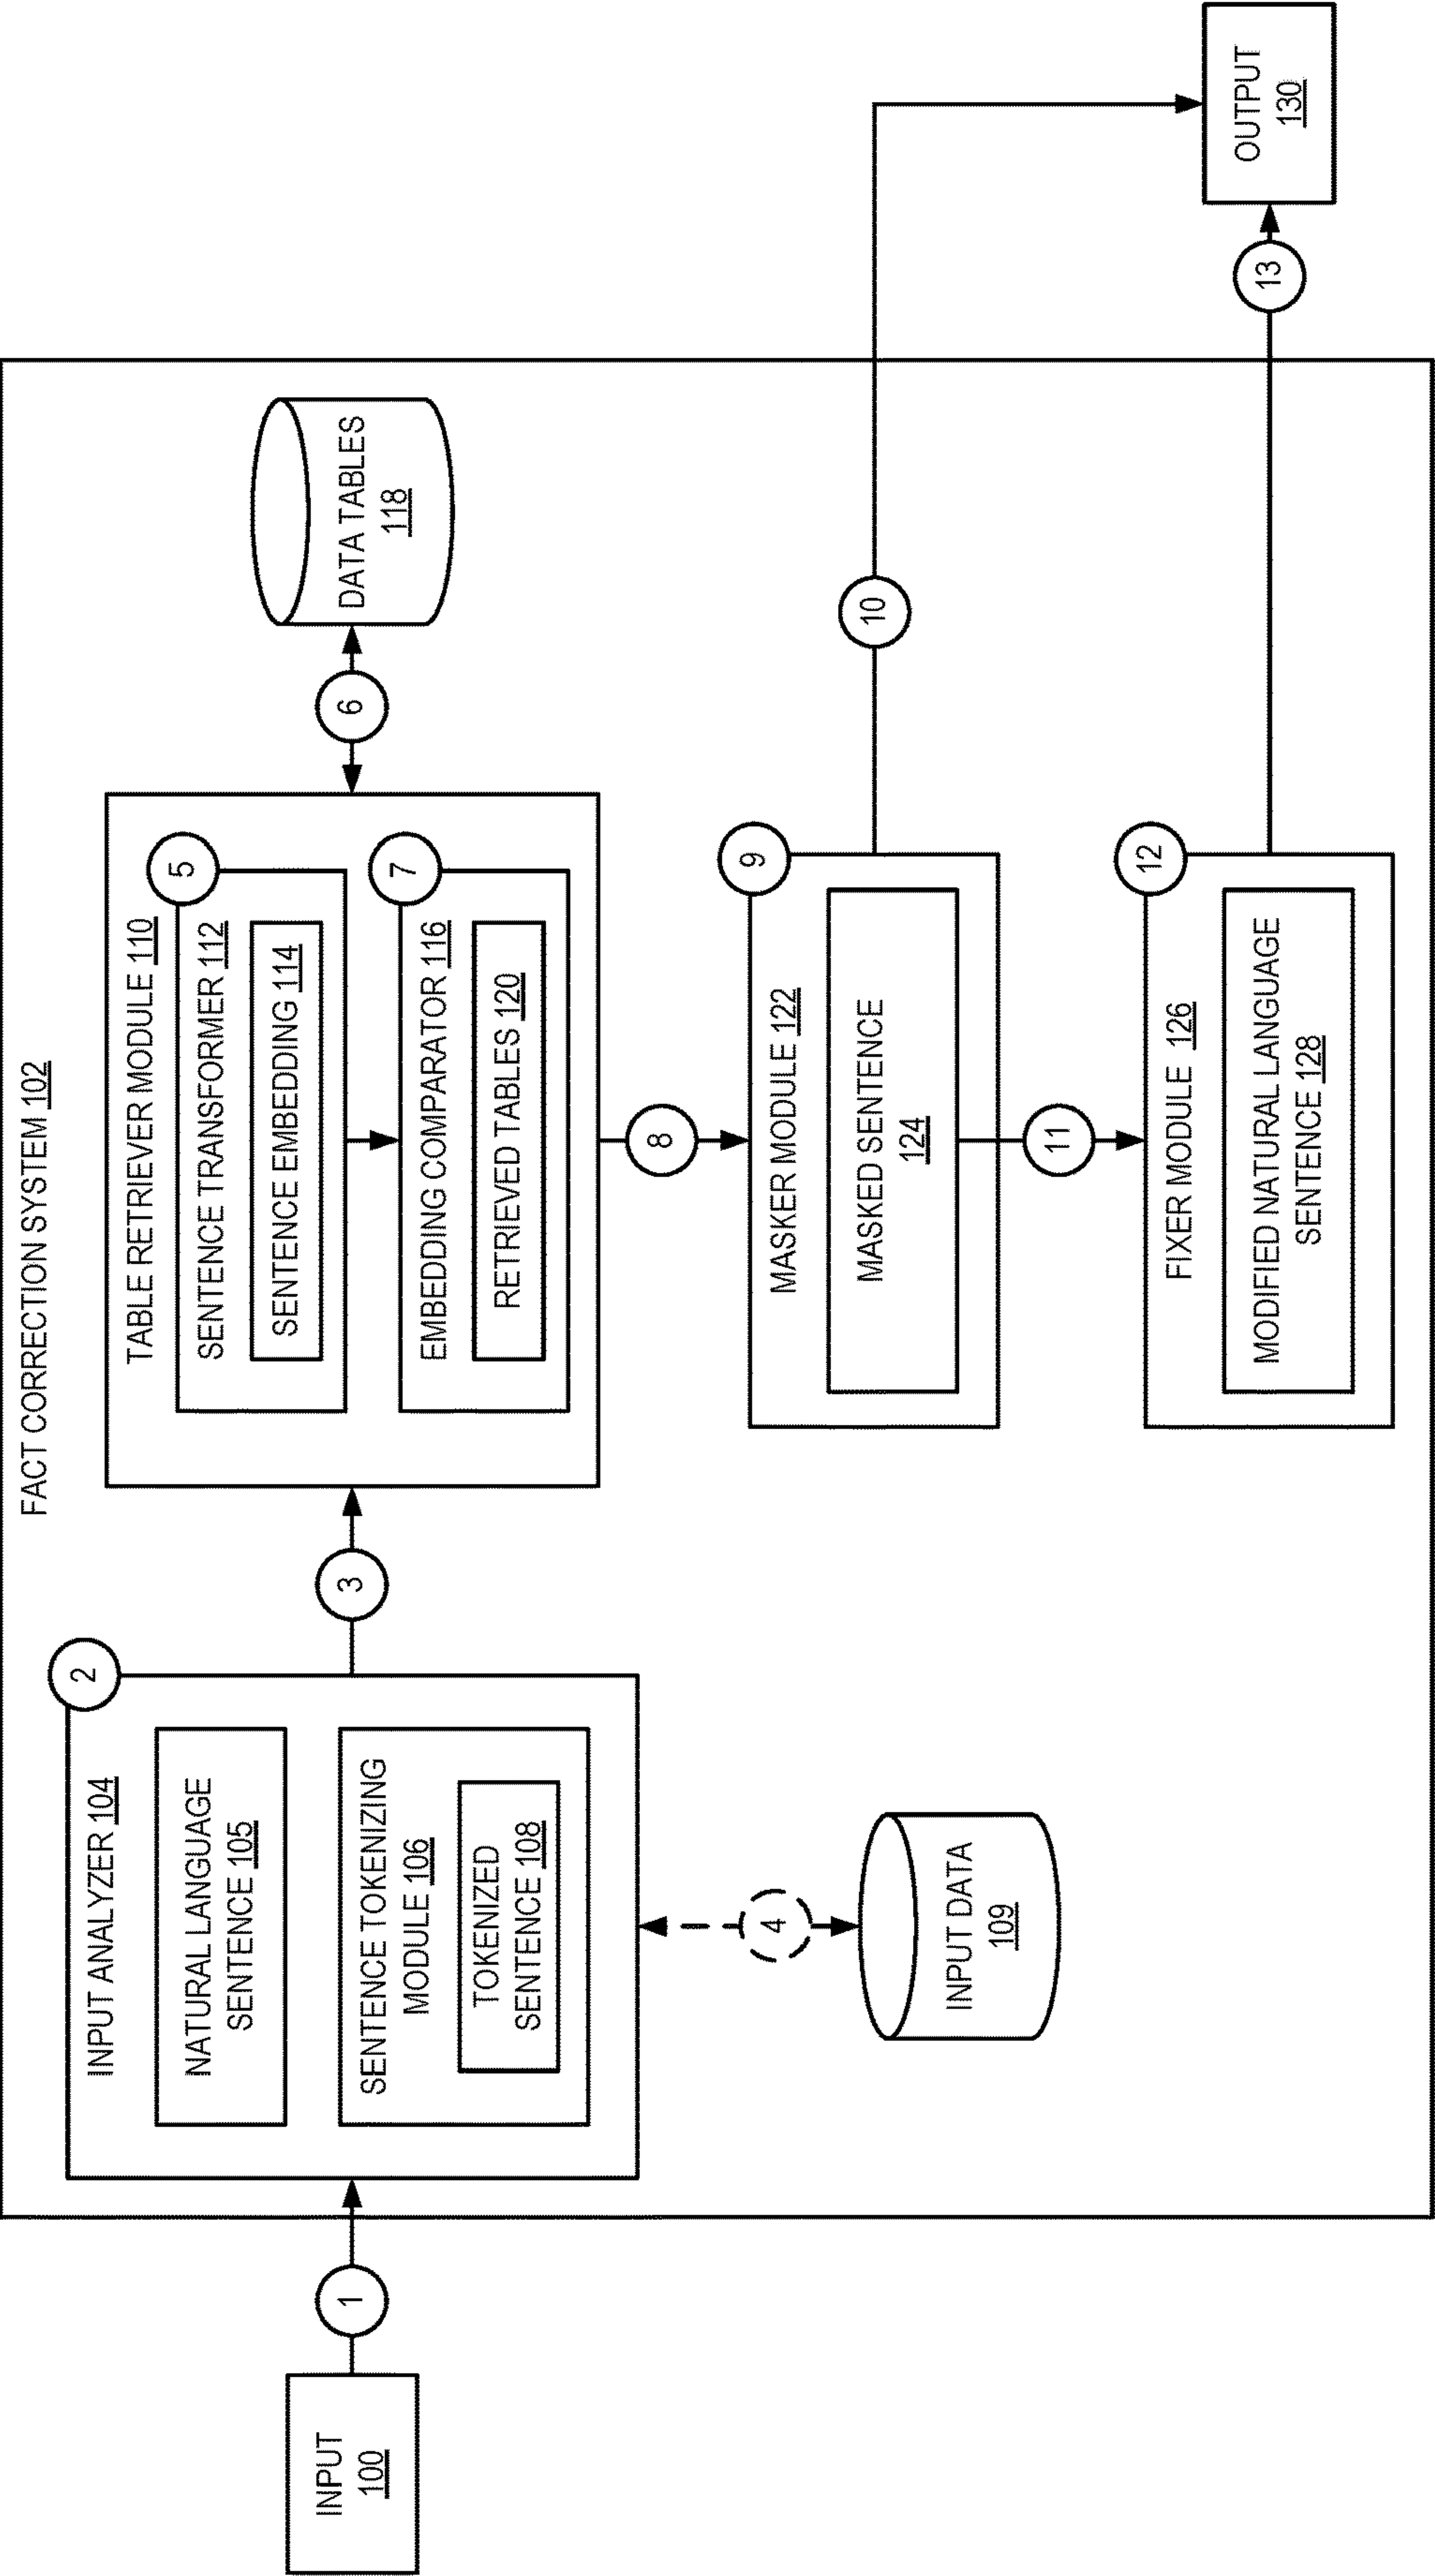 FACT CORRECTION SYSTEM 102
INPUT
100
1
2
INPUT ANALYZER 104
NATURAL LANGUAGE
SENTENCE 105
SENTENCE TOKENIZING
MODULE 106
TOKENIZED
SENTENCE 108
4
INPUT DATA
109
3
TABLE RETRIEVER MODULE 110
5
SENTENCE TRANSFORMER 112
SENTENCE EMBEDDING 114
7
EMBEDDING COMPARATOR 116
RETRIEVED TABLES 120
6
DATA TABLES
118
8
9
MASKER MODULE 122
MASKED SENTENCE
124
10
11
12
FIXER MODULE 126
MODIFIED NATURAL LANGUAGE
SENTENCE 128
13
OUTPUT
130